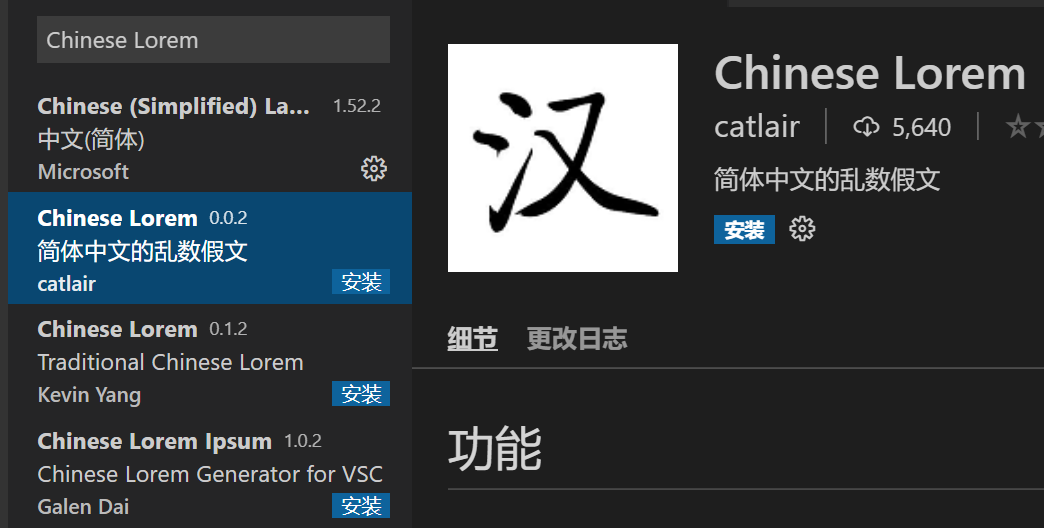 Chinese Lorem
Chinese (Simplified) La... 1.52.2
中文(简体)
Microsoft
Chinese Lorem 0.0.2
简体中文的乱数假文
catlair 安装
Chinese Lorem 0.1.2
Traditional Chinese Lorem
Kevin Yang 安装
Chinese Lorem Ipsum 1.0.2
Chinese Lorem Generator for VSC
Galen Dai 安装
汉
Chinese Lorem
catlair 5,640
简体中文的乱数假文
安装
细节 更改日志
功能